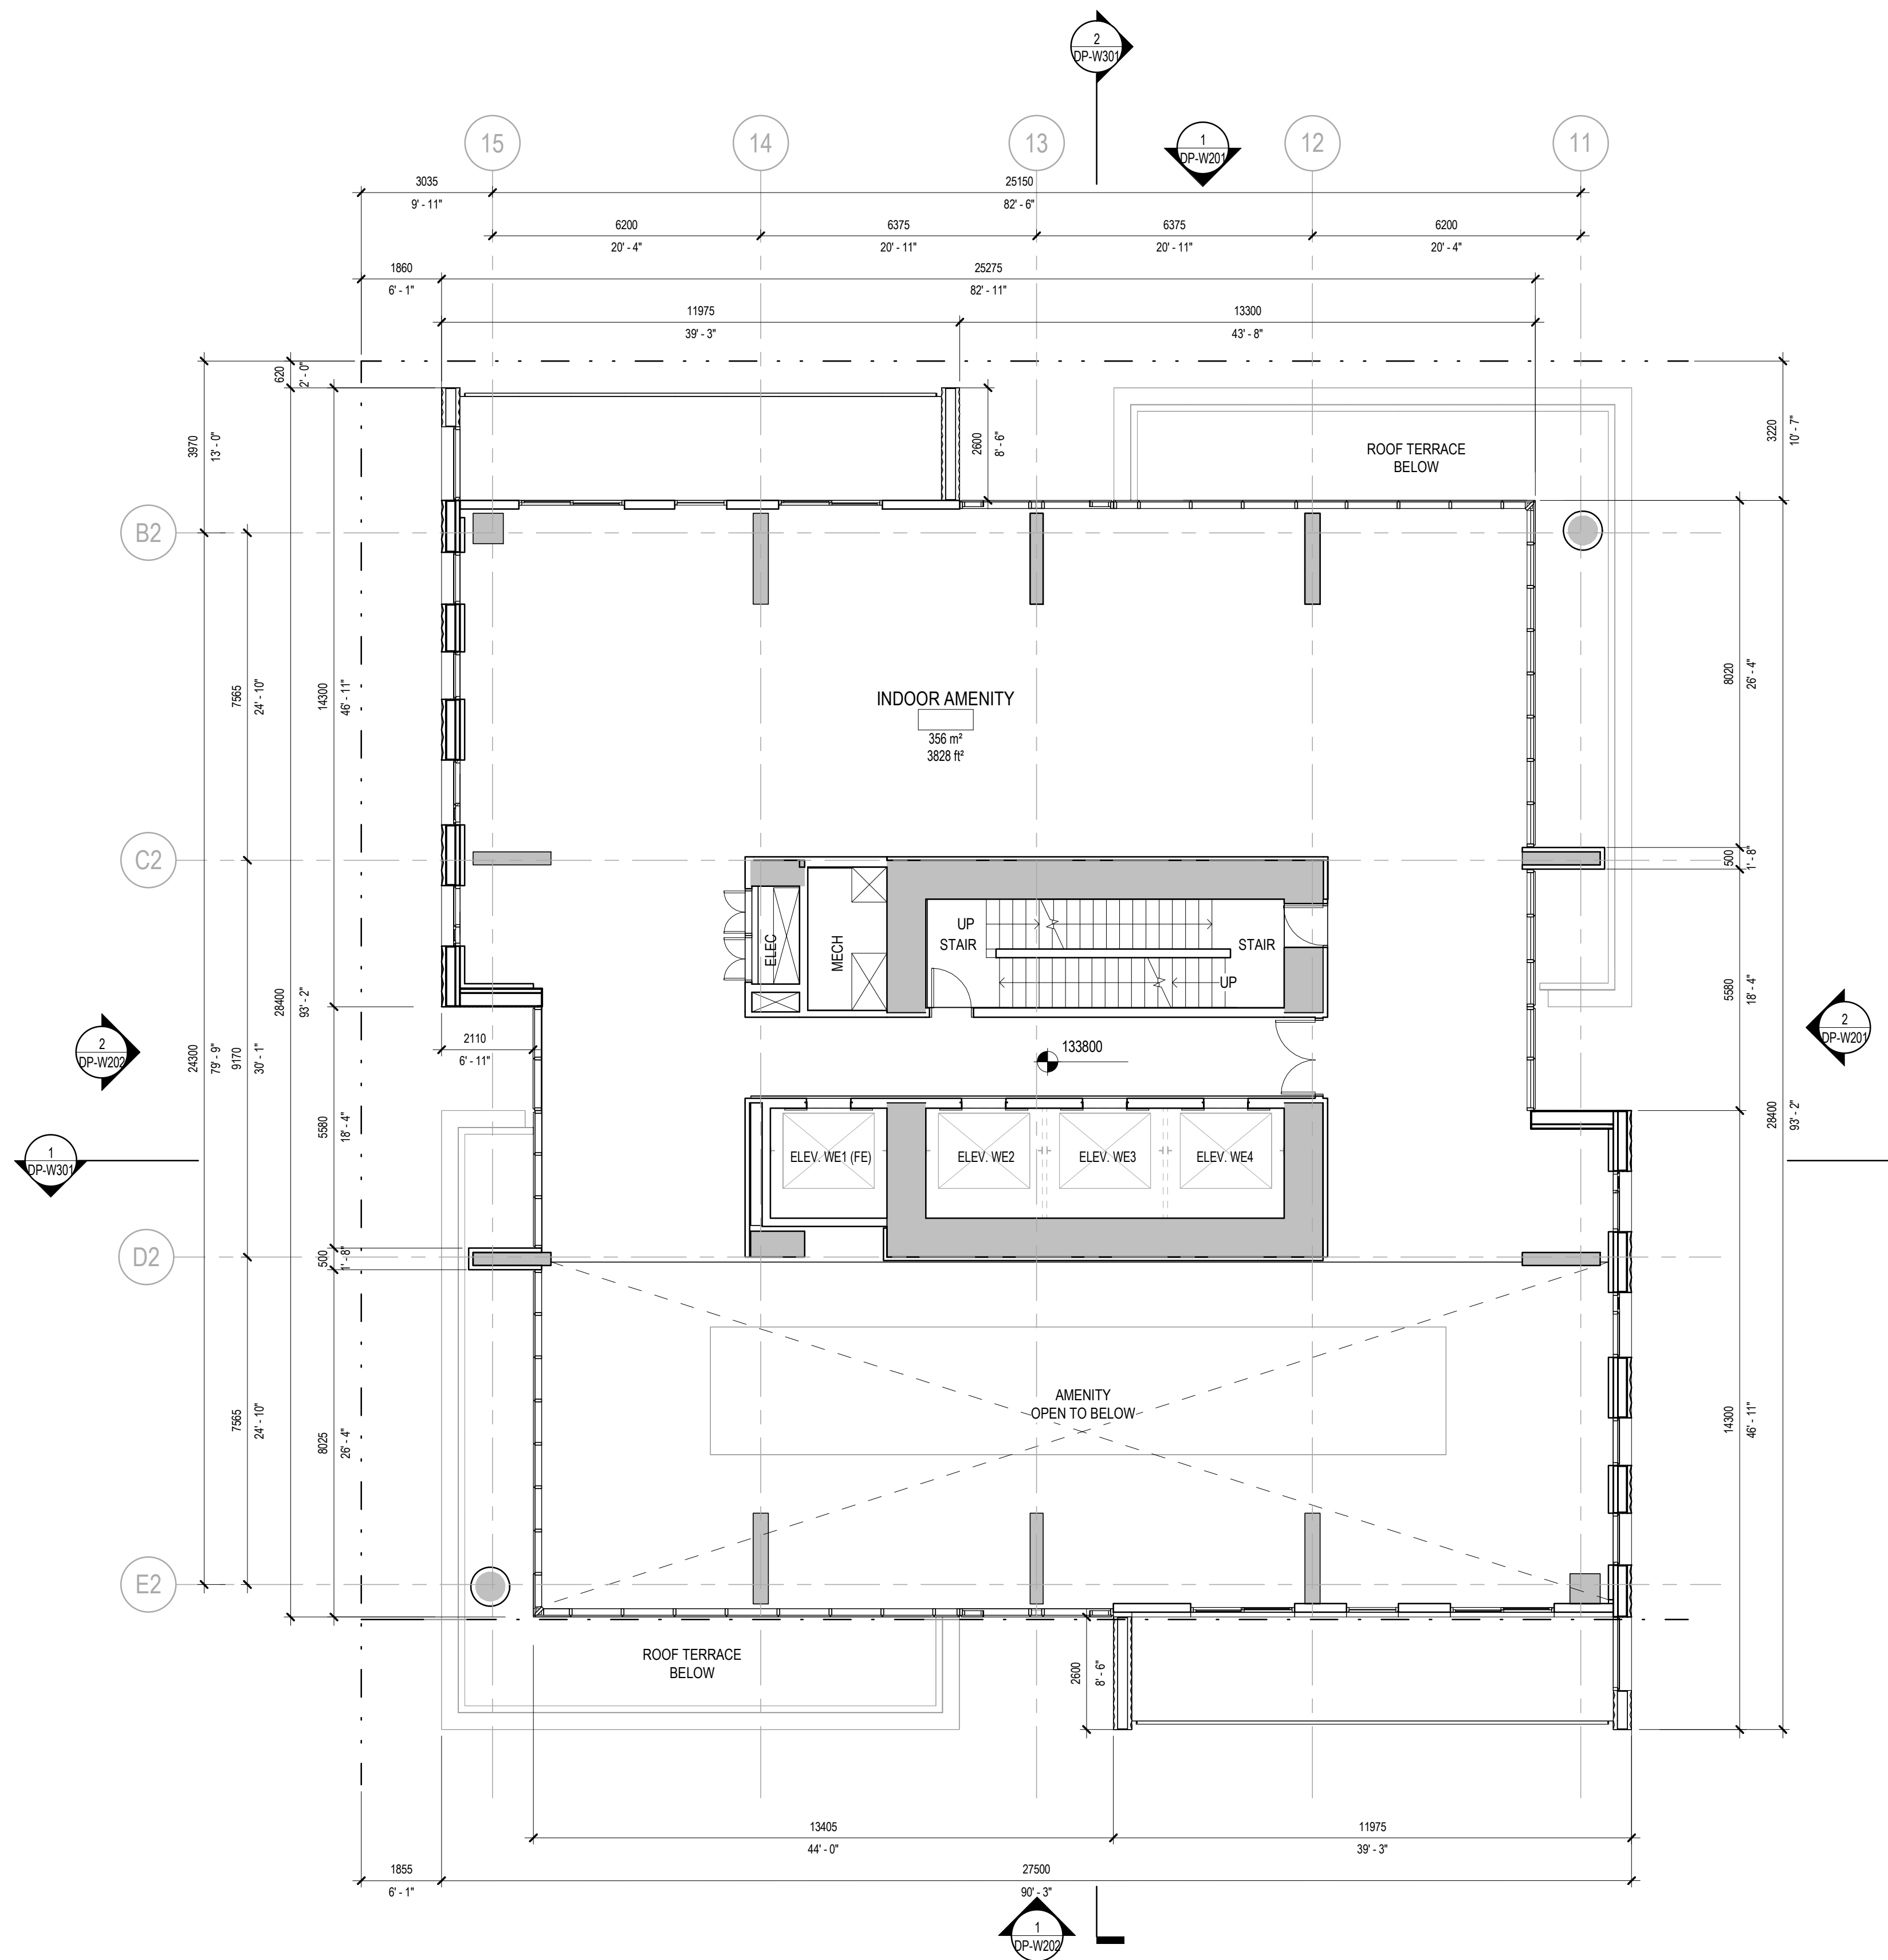 2
DP-W301
15
14
13
1
DP-W201
12
11
3035
9' - 11"
25150
82' - 6"
6200
20' - 4"
6375
20' - 11"
6375
20' - 11"
6200
20' - 4"
1860
6' - 1"
25275
82' - 11"
11975
39' - 3"
13300
43' - 8"
620
2' - 0"
3970
13' - 0"
2600
8' - 6"
ROOF TERRACE
BELOW
3220
10' - 7"
B2
7565
24' - 10"
14300
46' - 11"
INDOOR AMENITY
356 m²
3828 ft²
8020
26' - 4"
C2
500
1' - 8"
ELEC
MECH
UP
STAIR
STAIR
UP
5580
18' - 4"
28400
93' - 2"
2
DP-W202
24300
79' - 9"
9170
30' - 1"
2110
6' - 11"
133800
2
DP-W201
28400
93' - 2"
1
DP-W301
5580
18' - 4"
ELEV. WE1 (FE)
ELEV. WE2
ELEV. WE3
ELEV. WE4
D2
500
1' - 8"
7565
24' - 10"
8025
26' - 4"
AMENITY
OPEN TO BELOW
14300
46' - 11"
E2
ROOF TERRACE
BELOW
2600
8' - 6"
13405
44' - 0"
11975
39' - 3"
1855
6' - 1"
27500
90' - 3"
1
DP-W202